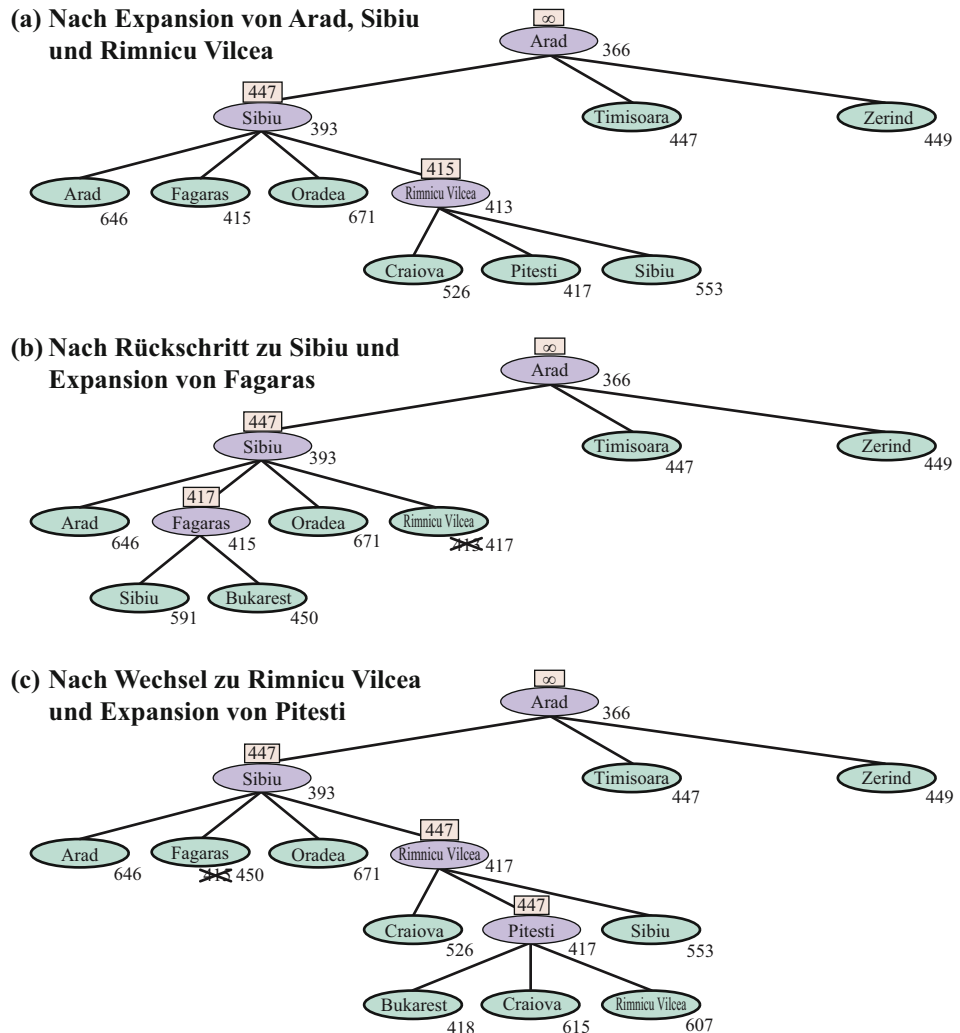 (a) Nach Expansion von Arad, Sibiu
und Rimnicu Vilcea
∞
Arad
366
447
Sibiu
393
Timisoara
447
Zerind
449
Arad
646
Fagaras
415
Oradea
671
415
Rimnicu Vilcea
413
Craiova
526
Pitesti
417
Sibiu
553
(b) Nach Rückschritt zu Sibiu und
Expansion von Fagaras
∞
Arad
366
447
Sibiu
393
Timisoara
447
Zerind
449
Arad
646
417
Fagaras
415
Oradea
671
Rimnicu Vilcea
413 417
Sibiu
591
Bukarest
450
(c) Nach Wechsel zu Rimnicu Vilcea
und Expansion von Pitesti
∞
Arad
366
447
Sibiu
393
Timisoara
447
Zerind
449
Arad
646
Fagaras
415 450
Oradea
671
447
Rimnicu Vilcea
417
Craiova
526
447
Pitesti
417
Sibiu
553
Bukarest
418
Craiova
615
Rimnicu Vilcea
607